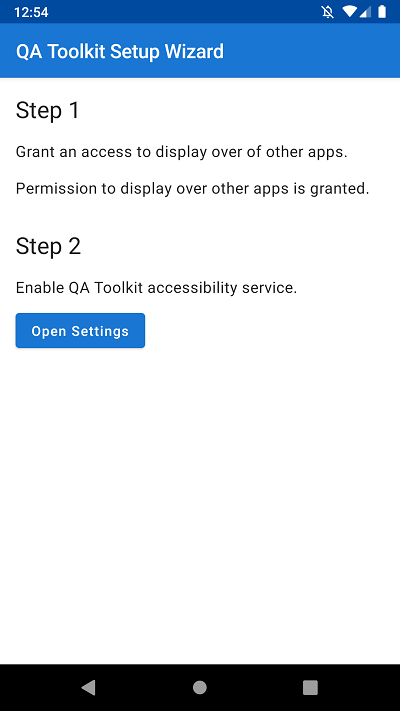 12:54
QA Toolkit Setup Wizard
Step 1
Grant an access to display over of other apps.
Permission to display over other apps is granted.
Step 2
Enable QA Toolkit accessibility service.
Open Settings